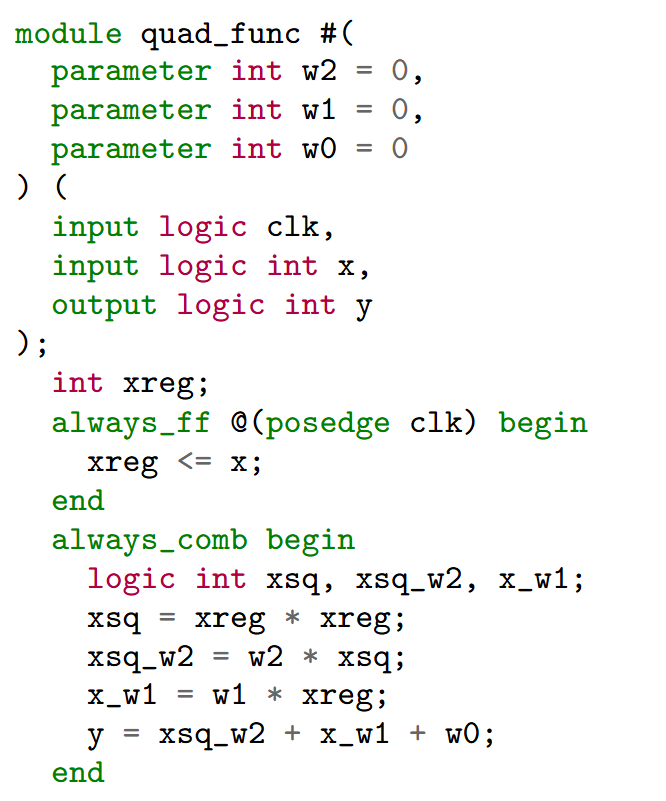 module quad_func #(
  parameter int w2 = 0,
  parameter int w1 = 0,
  parameter int w0 = 0
) (
  input logic clk,
  input logic int x,
  output logic int y
);
  int xreg;
  always_ff @(posedge clk) begin
    xreg <= x;
  end
  always_comb begin
    logic int xsq, xsq_w2, x_w1;
    xsq = xreg * xreg;
    xsq_w2 = w2 * xsq;
    x_w1 = w1 * xreg;
    y = xsq_w2 + x_w1 + w0;
  end